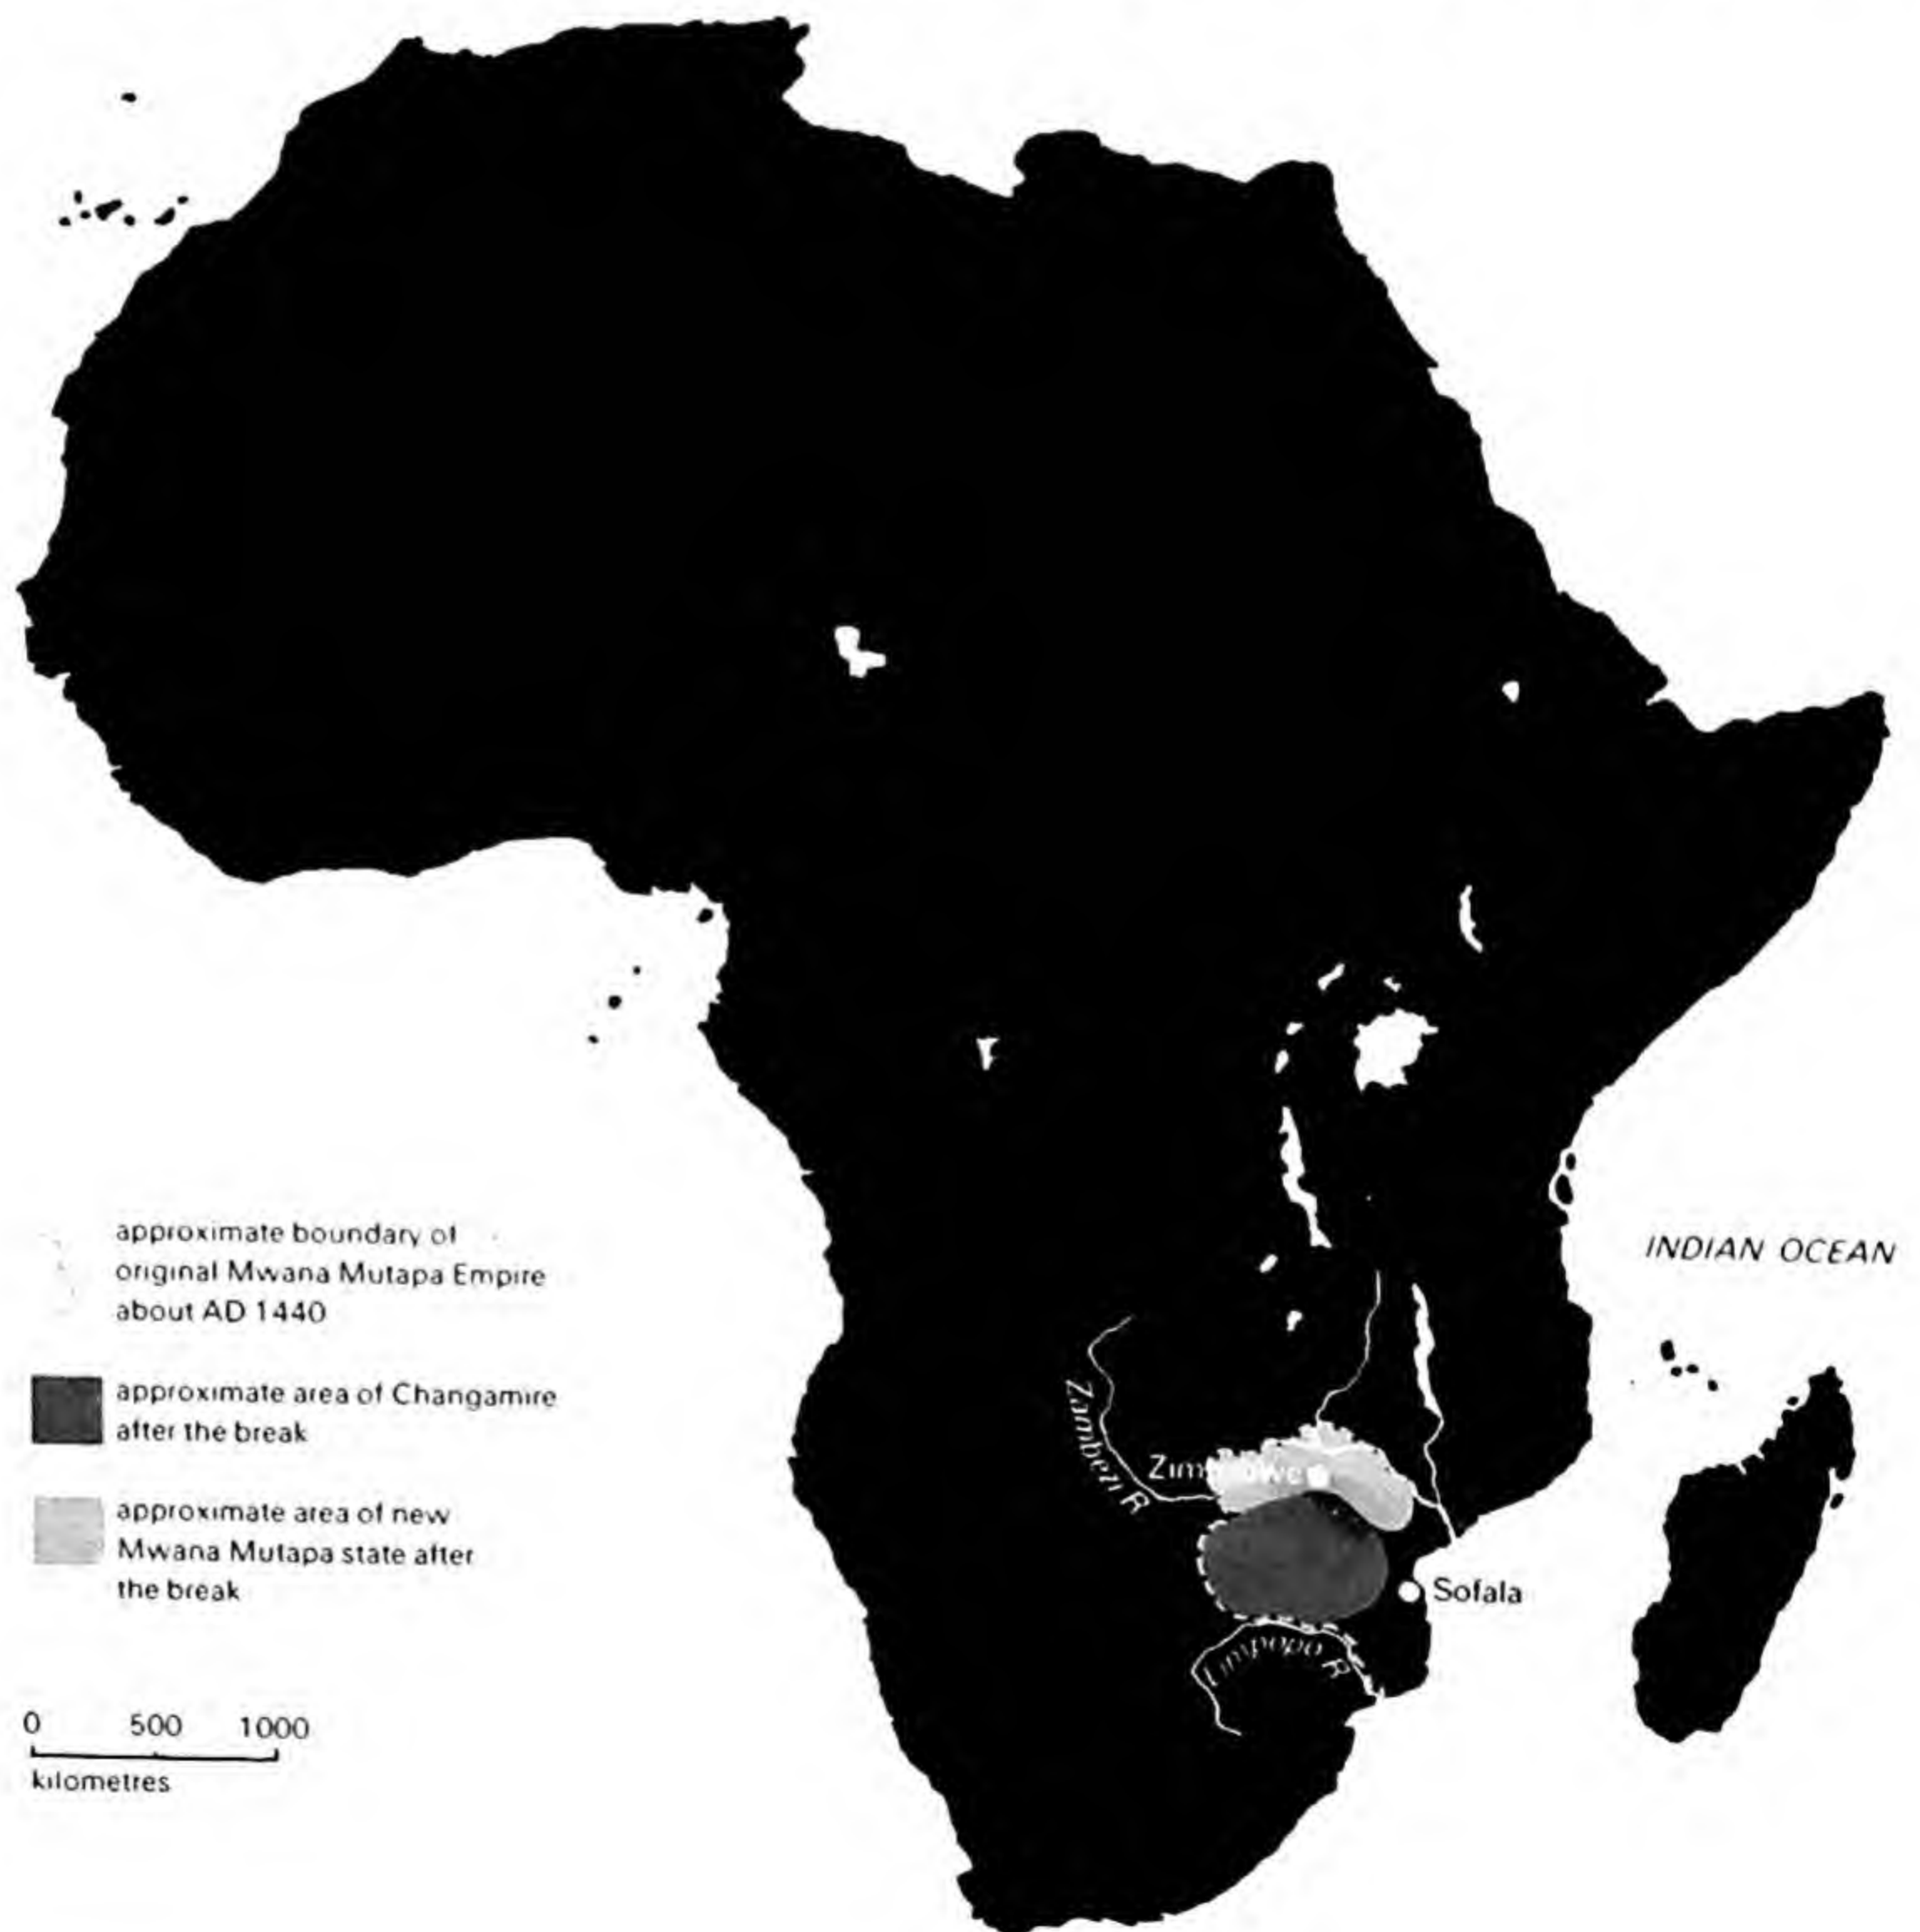 approximate boundary of
original Mwana Mutapa Empire
about AD 1440
approximate area of Changamire
after the break
approximate area of new
Mwana Mutapa state after
the break
0 500 1000
kilometres
INDIAN OCEAN
Zambezi R
Sofala
Limpopo R